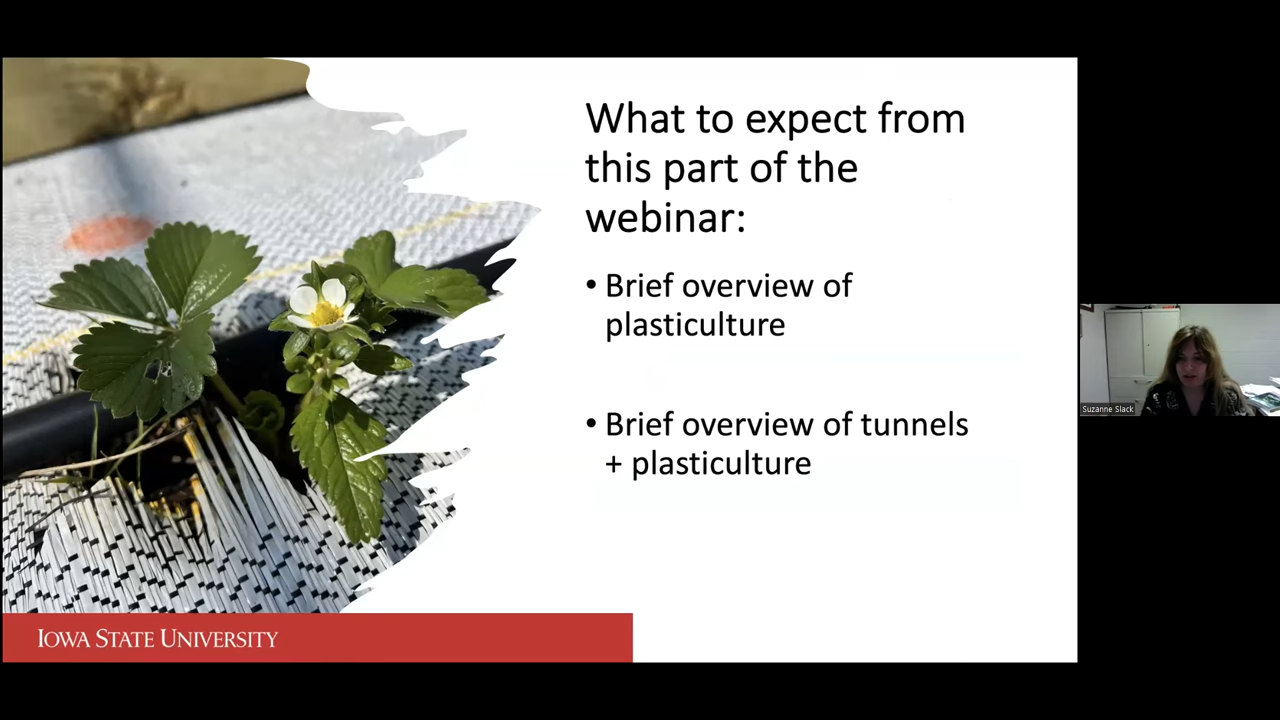 What to expect from
this part of the
webinar:
• Brief overview of
plasticulture
• Brief overview of tunnels
+ plasticulture
Suzanne Slack
IOWA STATE UNIVERSITY